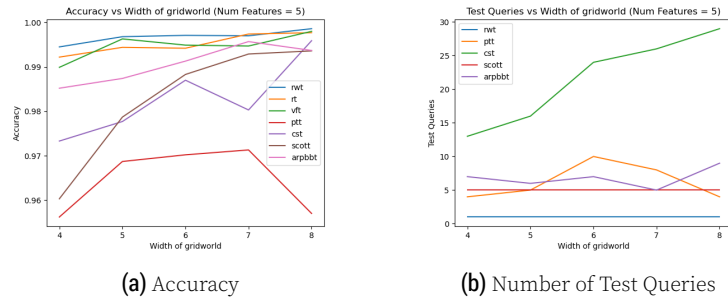 Accuracy vs Width of gridworld (Num Features = 5)
1.00
0.99
0.98
0.97
0.96
Accuracy
4 5 6 7 8
Width of gridworld
rwt
rt
vft
ptt
cst
scott
arpbbt
(a) Accuracy
Test Queries vs Width of gridworld (Num Features = 5)
30
25
20
15
10
5
0
Test Queries
4 5 6 7 8
Width of gridworld
rwt
ptt
cst
scott
arpbbt
(b) Number of Test Queries